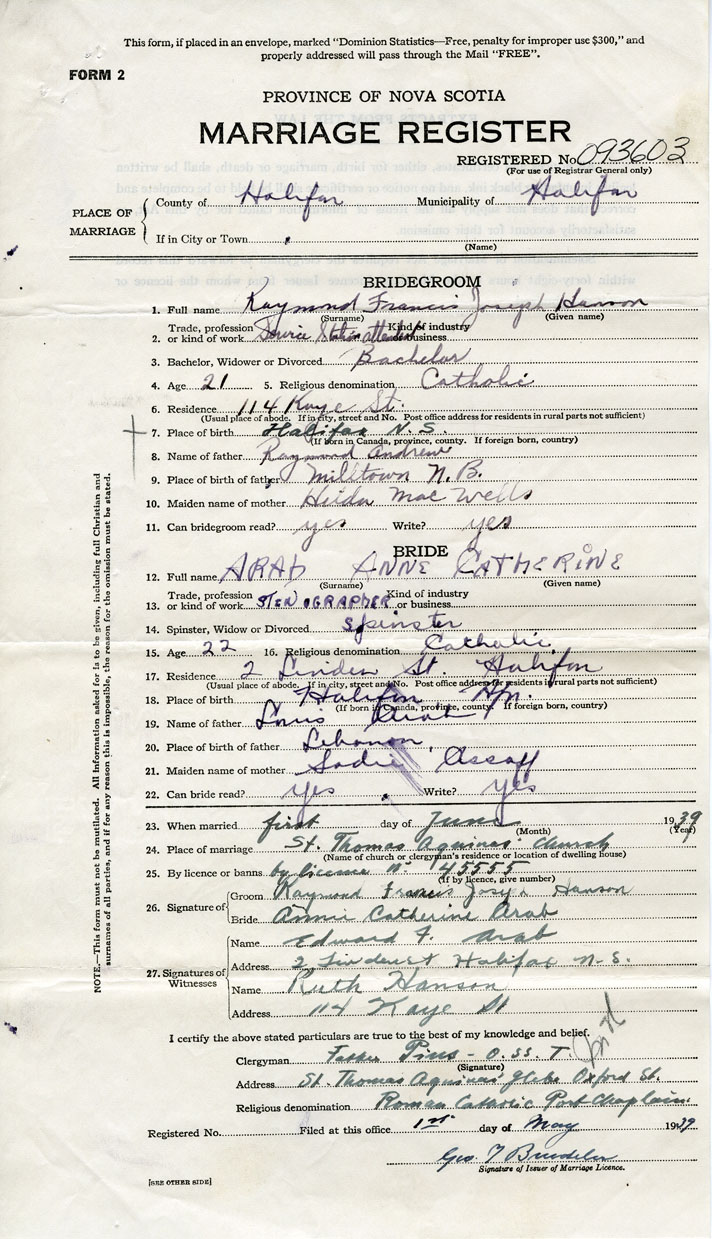 This form, if placed in an envelope, marked "Dominion Statistics—Free, penalty for improper use $300," and
properly addressed will pass through the Mail "FREE".
FORM 2
PROVINCE OF NOVA SCOTIA
MARRIAGE REGISTER
REGISTERED No. 093603
(For use of Registrar General only)
PLACE OF MARRIAGE
County of Halifax Municipality of Halifax
If in City or Town
(Name)
BRIDEGROOM
1. Full name Raymond Francis Joseph Hanson
(Surname) (Given name)
Trade, profession Kind of industry
2. or kind of work Service Station attendant or business
3. Bachelor, Widower or Divorced Bachelor
4. Age 21 5. Religious denomination Catholic
6. Residence 114 Kaye St.
(Usual place of abode. If in city, street and No. Post office address for residents in rural parts not sufficient)
7. Place of birth Halifax N.S.
(If born in Canada, province, county. If foreign born, country)
8. Name of father Raymond Andrew
9. Place of birth of father Milltown N.B.
10. Maiden name of mother Hilda Mac Wells
11. Can bridegroom read? yes Write? yes
BRIDE
12. Full name ARAB ANNE CATHERINE
(Surname) (Given name)
Trade, profession Kind of industry
13. or kind of work STENOGRAPHER or business
14. Spinster, Widow or Divorced Spinster
15. Age 22 16. Religious denomination Catholic
17. Residence 2 Linden St. Halifax
(Usual place of abode. If in city, street and No. Post office address for residents in rural parts not sufficient)
18. Place of birth Halifax
(If born in Canada, province, county. If foreign born, country)
19. Name of father Louis Arab
20. Place of birth of father Lebanon
21. Maiden name of mother Sadie Assaff
22. Can bride read? yes Write? yes
23. When married first day of June 1939
(Month) (Year)
24. Place of marriage St. Thomas Aquinas' Church
(Name of church or clergyman's residence or location of dwelling house)
25. By licence or banns by licence No 45555
(If by licence, give number)
26. Signature of
Groom Raymond Francis Joseph Hanson
Bride Annie Catherine Arab
27. Signatures of Witnesses
Name Edward F. Arab
Address 2 Linden St Halifax N.S.
Name Ruth Hanson
Address 114 Kaye St
I certify the above stated particulars are true to the best of my knowledge and belief.
Clergyman Father Pius - O.SS.T.
(Signature)
Address St. Thomas Aquinas' Glebe Oxford St.
Religious denomination Roman Catholic Port Chaplain
Registered No. Filed at this office 1st day of May 1939
Geo. T
Signature of Issuer of Marriage Licence.
[SEE OTHER SIDE]
NOTE.—This form must not be mutilated. All information asked for is to be given, including full Christian and
surnames of all parties, and if for any reason this is impossible, the reason for the omission must be stated.